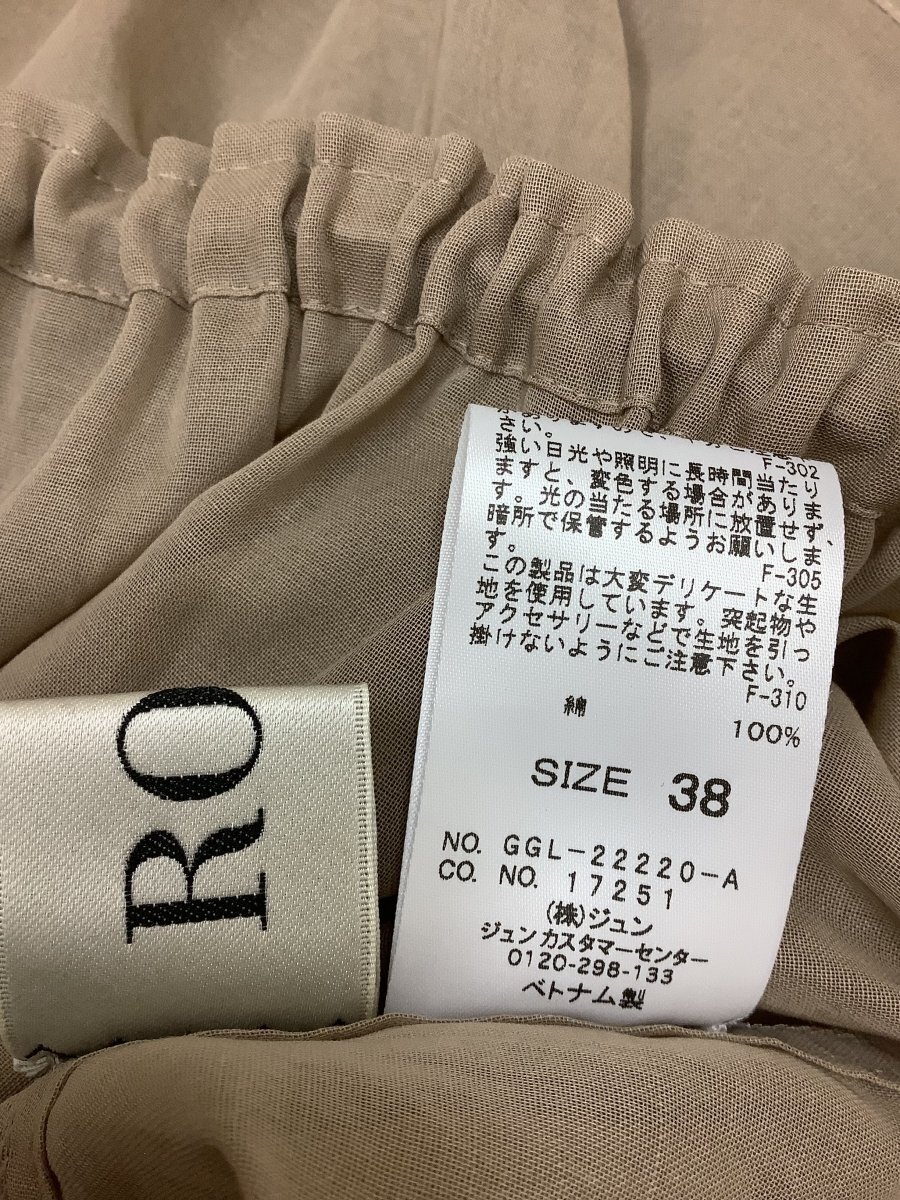 さい。
F-302
強い日光や照明に長時間当たり
ますと、変色する場合がありま
す。光の当たる場所に放置せず、
暗所で保管するようお願いしま
す。
F-305
この製品は大変デリケートな生
地を使用しています。突起物や
アクセサリーなどで生地を引っ
掛けないようにご注意下さい。
F-310
綿 100%
SIZE 38
NO. GGL-22220-A
CO. NO. 17251
(株)ジュン
ジュンカスタマーセンター
0120-298-133
ベトナム製
RO